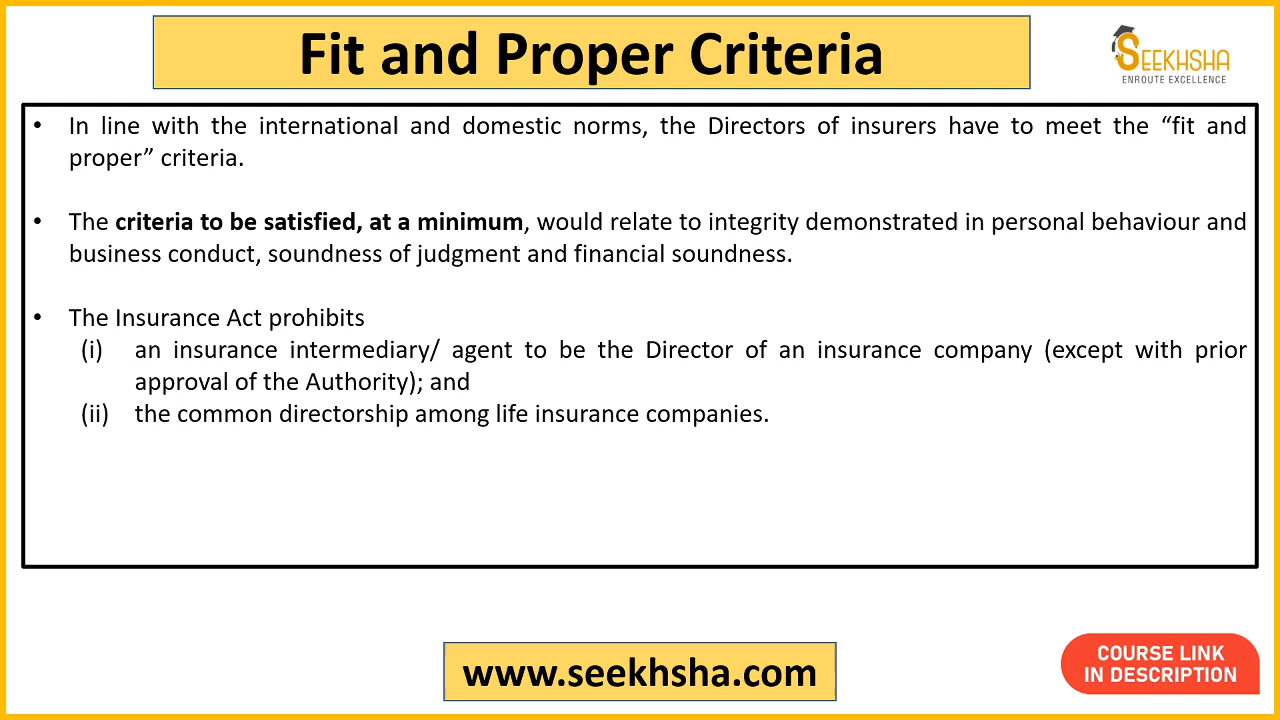 Fit and Proper Criteria
SEEKHSHA
ENROUTE EXCELLENCE
• In line with the international and domestic norms, the Directors of insurers have to meet the “fit and
proper” criteria.
• The criteria to be satisfied, at a minimum, would relate to integrity demonstrated in personal behaviour and
business conduct, soundness of judgment and financial soundness.
• The Insurance Act prohibits
(i) an insurance intermediary/ agent to be the Director of an insurance company (except with prior
approval of the Authority); and
(ii) the common directorship among life insurance companies.
www.seekhsha.com
COURSE LINK
IN DESCRIPTION